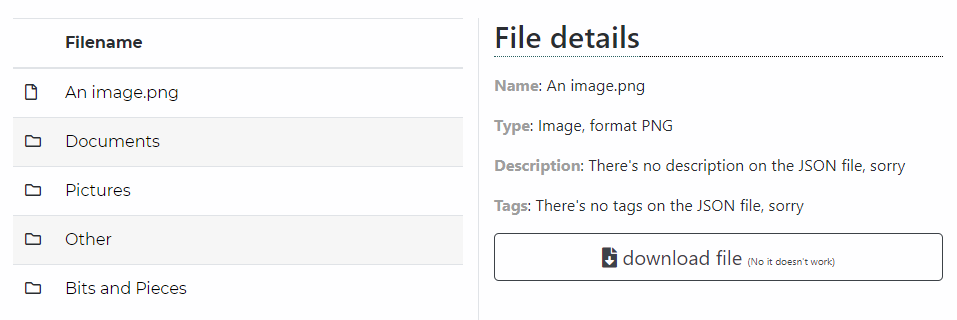 Filename
An image.png
Documents
Pictures
Other
Bits and Pieces
File details
Name: An image.png
Type: Image, format PNG
Description: There's no description on the JSON file, sorry
Tags: There's no tags on the JSON file, sorry
download file (No it doesn't work)